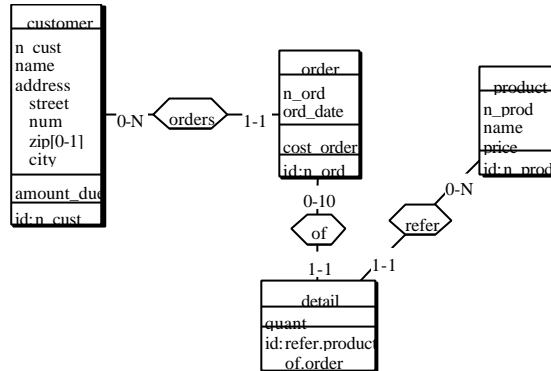 customer
n_cust
name
address
street
num
zip[0-1]
city
amount_due
id:n_cust
0-N
orders
1-1
order
n_ord
ord_date
cost_order
id:n_ord
product
n_prod
name
price
id:n_prod
0-10
of
1-1
0-N
refer
1-1
detail
quant
id:refer.product
of.order